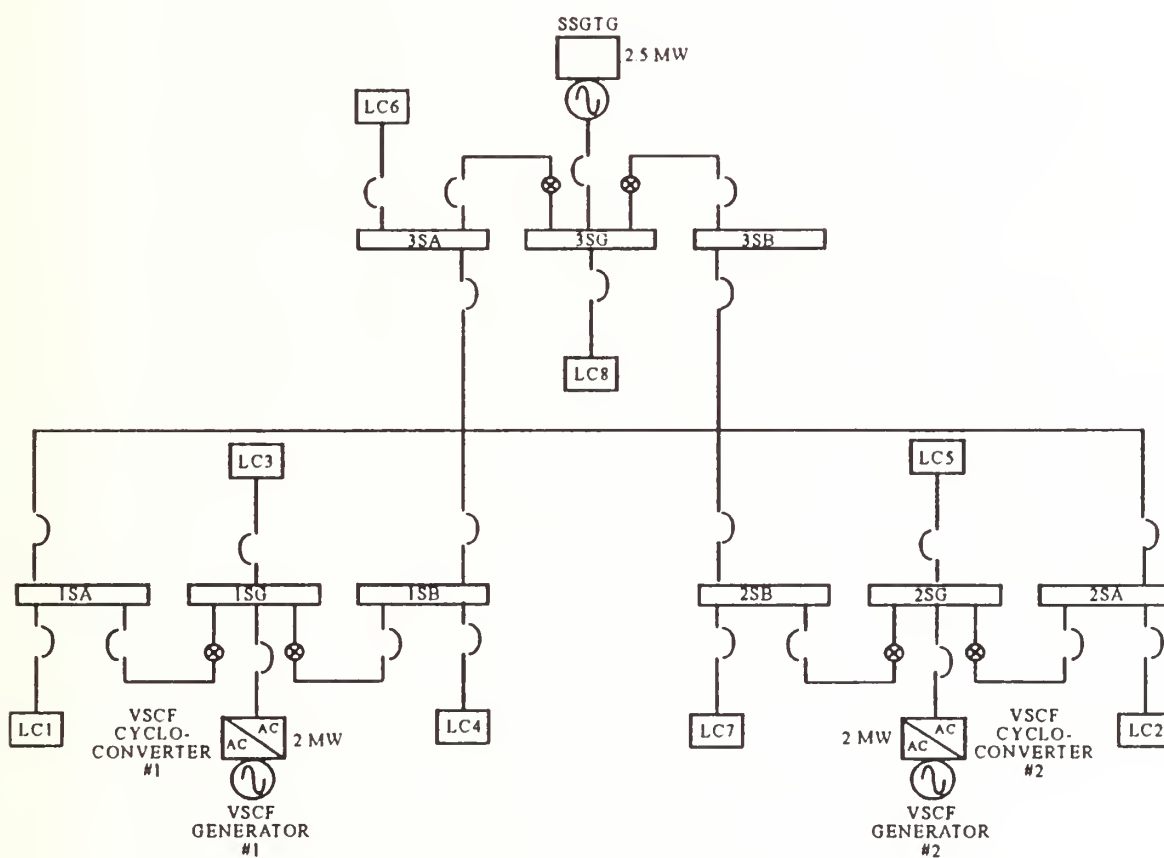 SSGTG
2.5 MW
LC6
3SA
3SG
3SB
LC8
LC3
LC5
1SA
1SG
1SB
2SB
2SG
2SA
LC1
VSCF
CYCLO-
CONVERTER
#1
AC
AC
2 MW
LC4
LC7
2 MW
AC
AC
VSCF
CYCLO-
CONVERTER
#2
LC2
VSCF
GENERATOR
#1
VSCF
GENERATOR
#2